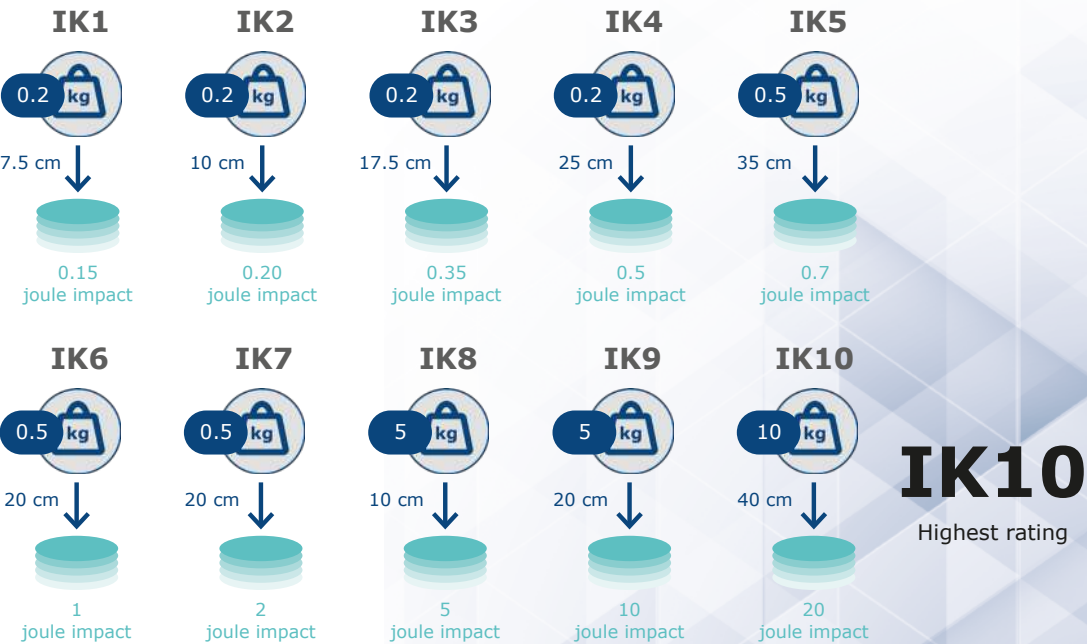 IK1 IK2 IK3 IK4 IK5
0.2 kg 0.2 kg 0.2 kg 0.2 kg 0.5 kg
7.5 cm 10 cm 17.5 cm 25 cm 35 cm
0.15 0.20 0.35 0.5 0.7
joule impact joule impact joule impact joule impact joule impact
IK6 IK7 IK8 IK9 IK10
0.5 kg 0.5 kg 5 kg 5 kg 10 kg
20 cm 20 cm 10 cm 20 cm 40 cm
1 2 5 10 20
joule impact joule impact joule impact joule impact joule impact
IK10
Highest rating